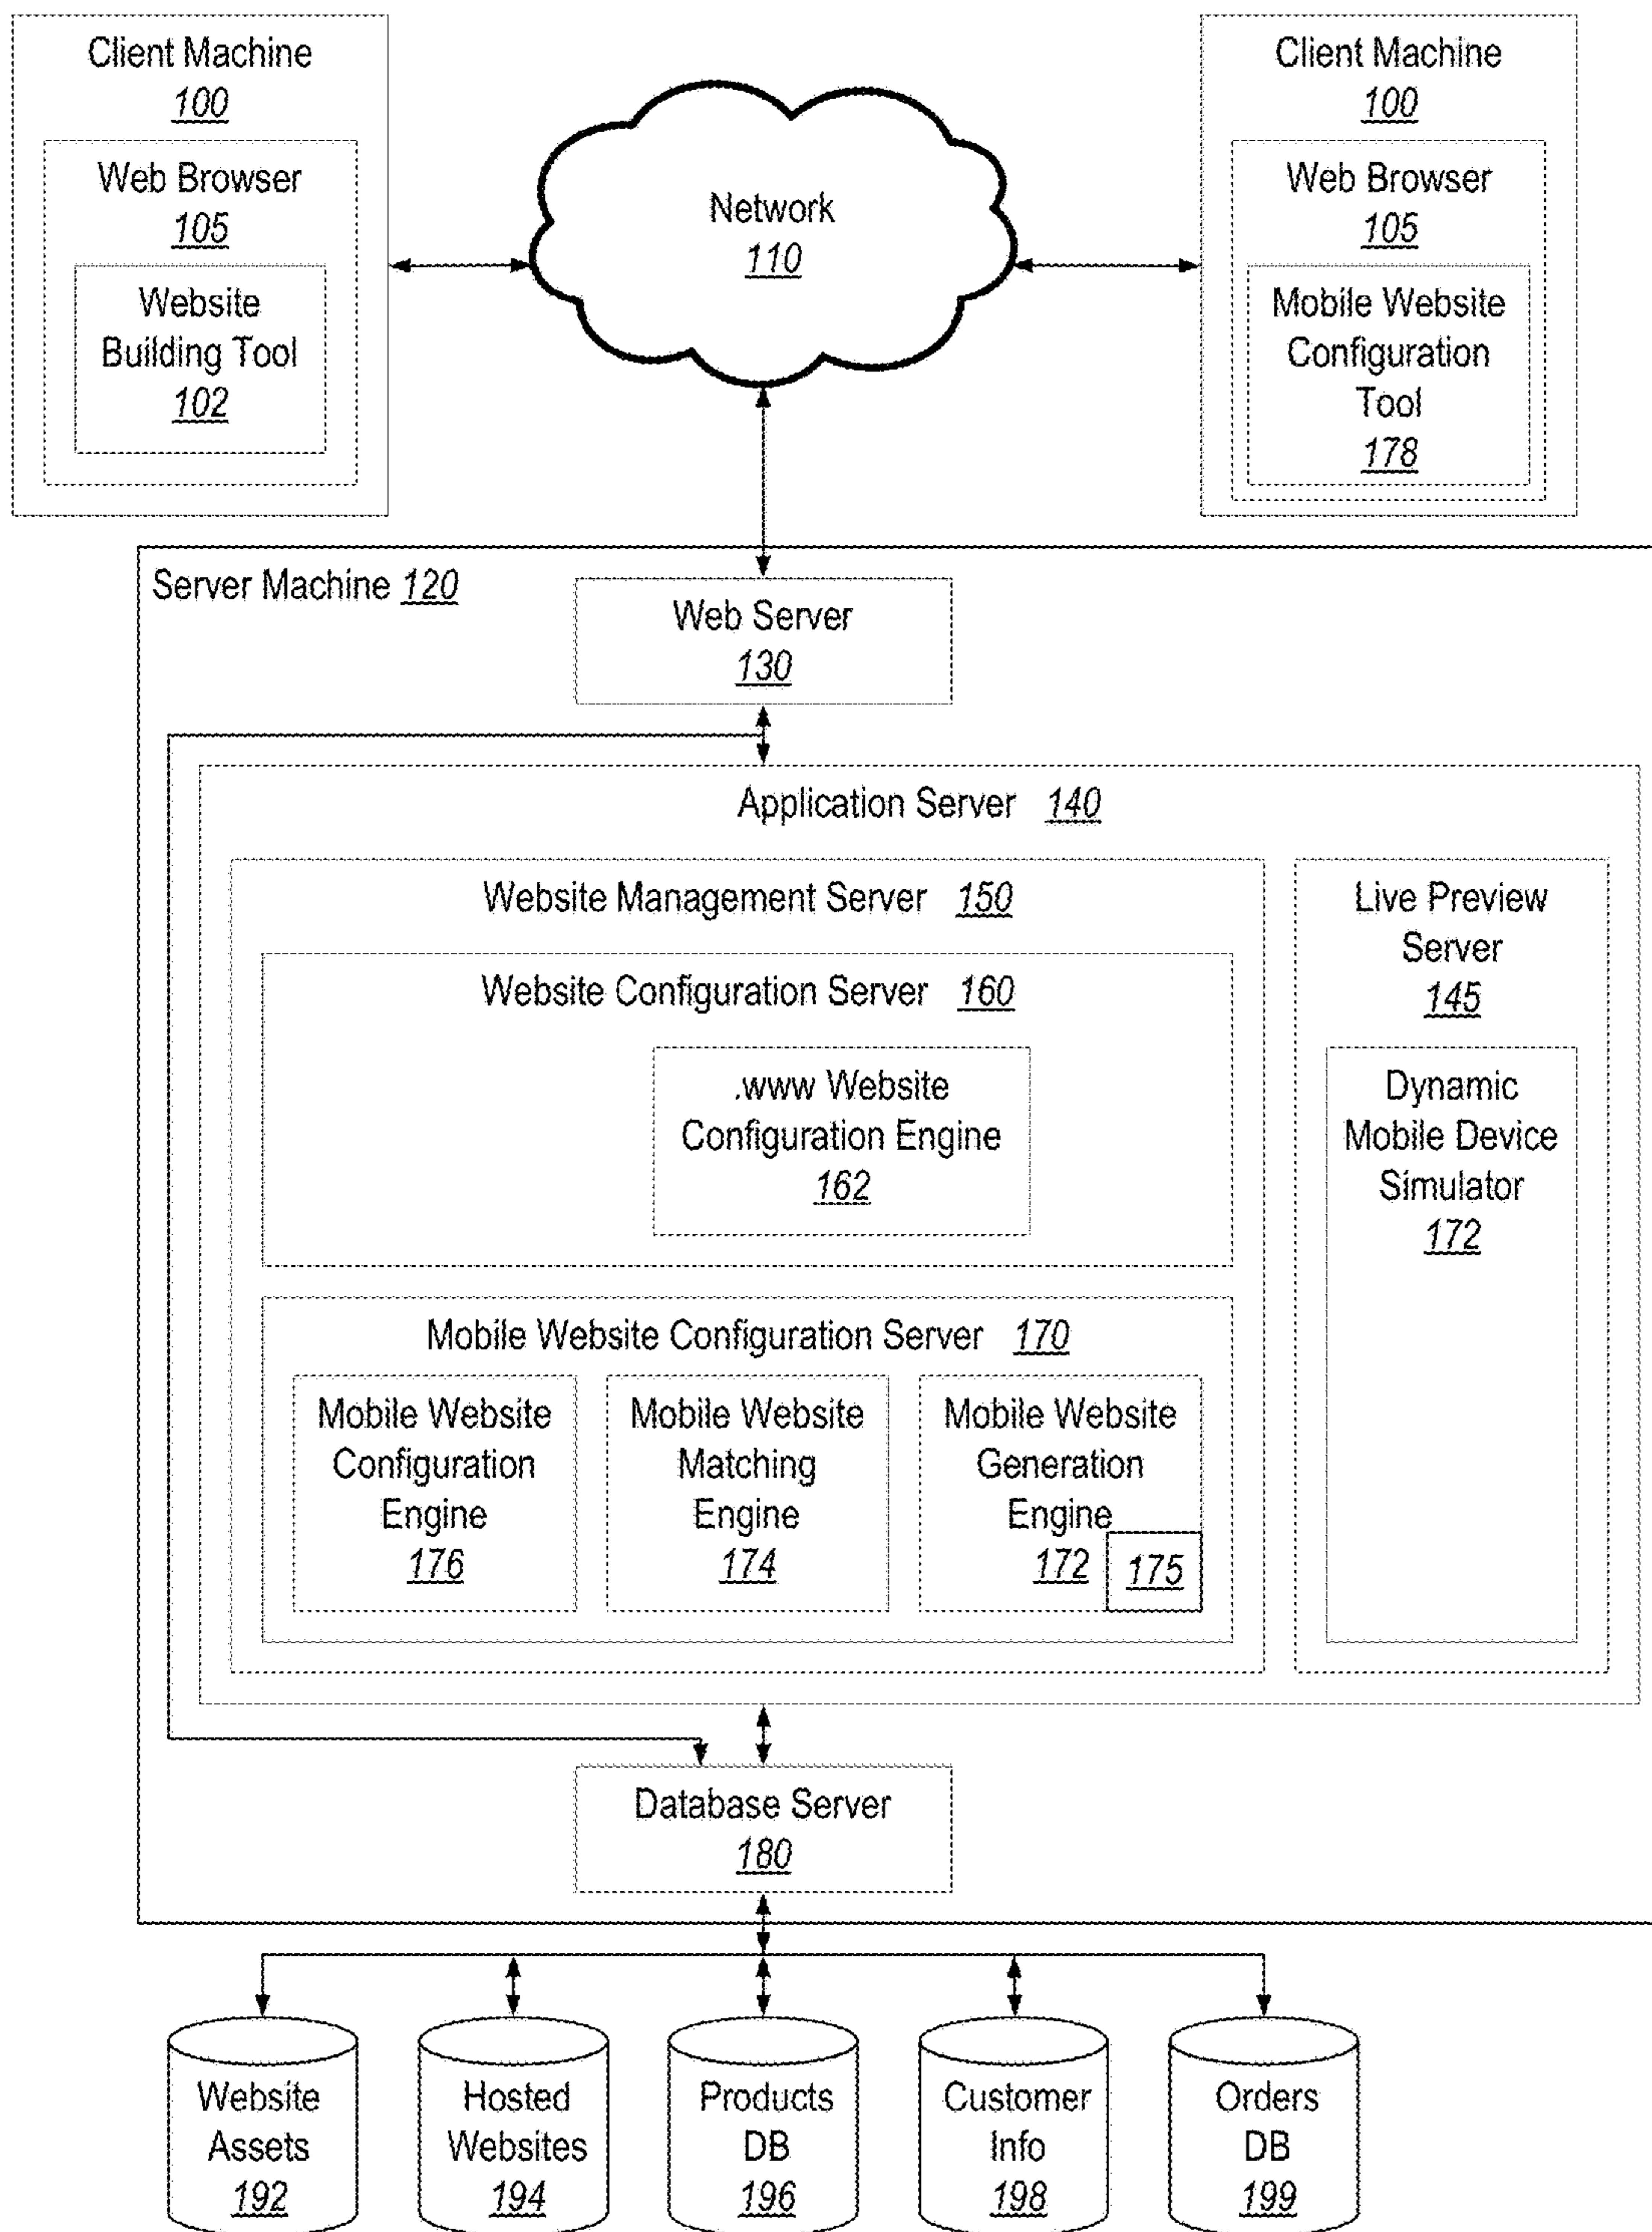 Client Machine
100
Web Browser
105
Website
Building Tool
102
Network
110
Client Machine
100
Web Browser
105
Mobile Website
Configuration
Tool
178
Server Machine 120
Web Server
130
Application Server 140
Website Management Server 150
Website Configuration Server 160
.www Website
Configuration Engine
162
Mobile Website Configuration Server 170
Mobile Website
Configuration
Engine
176
Mobile Website
Matching
Engine
174
Mobile Website
Generation
Engine
172
175
Live Preview
Server
145
Dynamic
Mobile Device
Simulator
172
Database Server
180
Website
Assets
192
Hosted
Websites
194
Products
DB
196
Customer
Info
198
Orders
DB
199